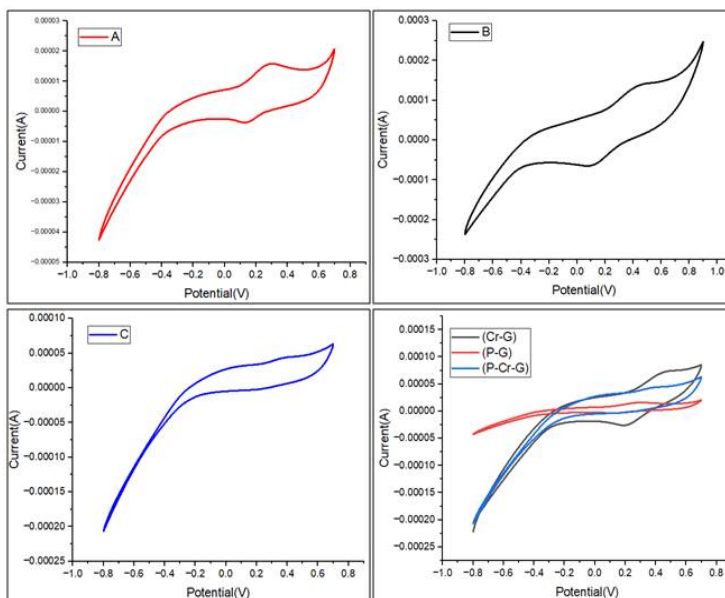 A
0.00003
0.00002
0.00001
0.00000
-0.00001
-0.00002
-0.00003
-0.00004
-0.00005
Current(A)
-1.0 -0.8 -0.6 -0.4 -0.2 0.0 0.2 0.4 0.6 0.8
Potential(V)
B
0.0003
0.0002
0.0001
0.0000
-0.0001
-0.0002
-0.0003
Current(A)
-1.0 -0.8 -0.6 -0.4 -0.2 0.0 0.2 0.4 0.6 0.8 1.0
Potential(V)
C
0.00010
0.00005
0.00000
-0.00005
-0.00010
-0.00015
-0.00020
-0.00025
Current(A)
-1.0 -0.8 -0.6 -0.4 -0.2 0.0 0.2 0.4 0.6 0.8
Potential(V)
(Cr-G)
(P-G)
(P-Cr-G)
0.00015
0.00010
0.00005
0.00000
-0.00005
-0.00010
-0.00015
-0.00020
-0.00025
Current(A)
-1.0 -0.8 -0.6 -0.4 -0.2 0.0 0.2 0.4 0.6 0.8
Potential(V)